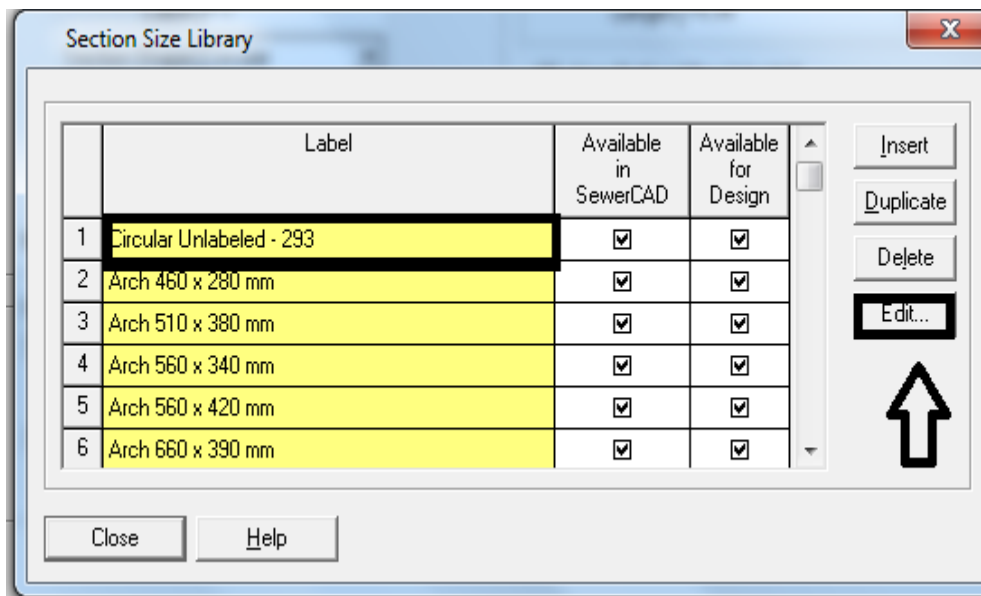 Section Size Library
X
Label
Available in SewerCAD
Available for Design
1 Circular Unlabeled - 293
2 Arch 460 x 280 mm
3 Arch 510 x 380 mm
4 Arch 560 x 340 mm
5 Arch 560 x 420 mm
6 Arch 660 x 390 mm
Insert
Duplicate
Delete
Edit...
Close
Help